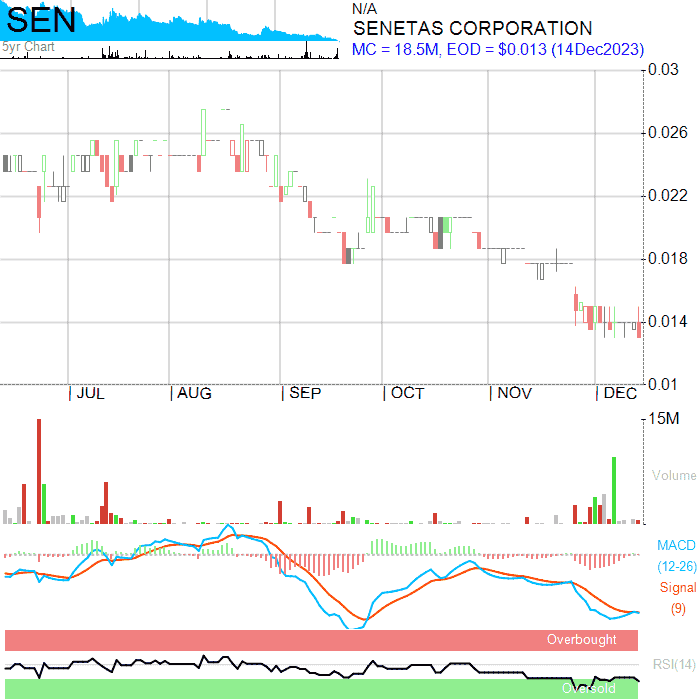 SEN
5yr Chart
N/A
SENETAS CORPORATION
MC = 18.5M, EOD = $0.013 (14Dec2023)
0.03
0.026
0.022
0.018
0.014
0.01
JUL AUG SEP OCT NOV DEC
15M
Volume
MACD
(12-26)
Signal
(9)
Overbought
RSI(14)
Oversold